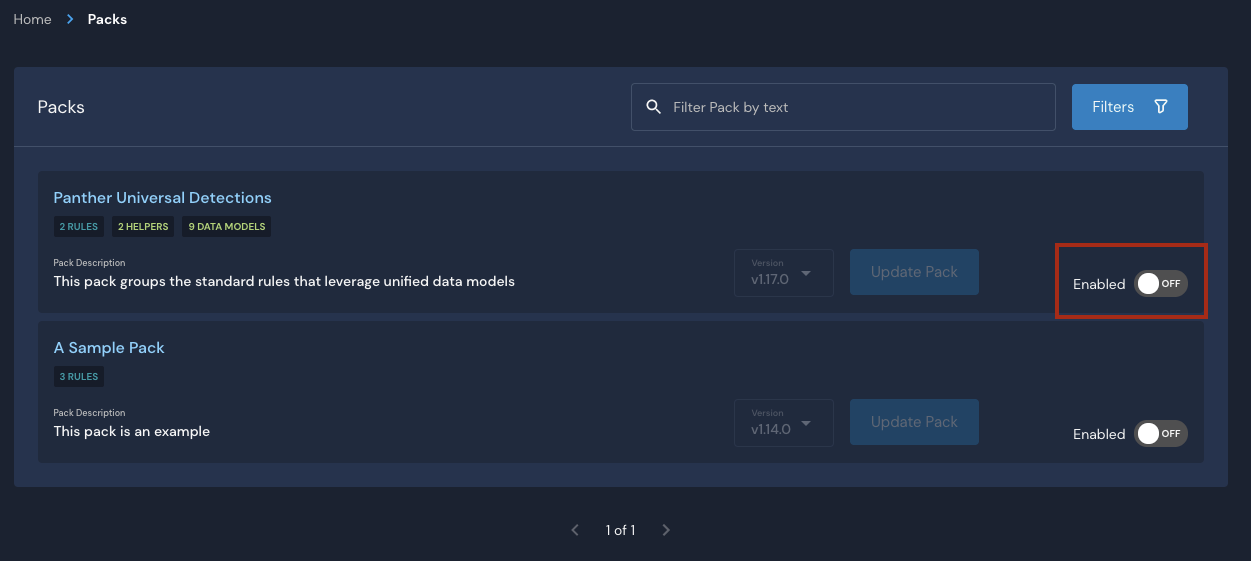 Home > Packs
Packs
Filter Pack by text
Filters
Panther Universal Detections
2 RULES 2 HELPERS 9 DATA MODELS
Pack Description
This pack groups the standard rules that leverage unified data models
Version
v1.17.0
Update Pack
Enabled OFF
A Sample Pack
3 RULES
Pack Description
This pack is an example
Version
v1.14.0
Update Pack
Enabled OFF
< 1 of 1 >